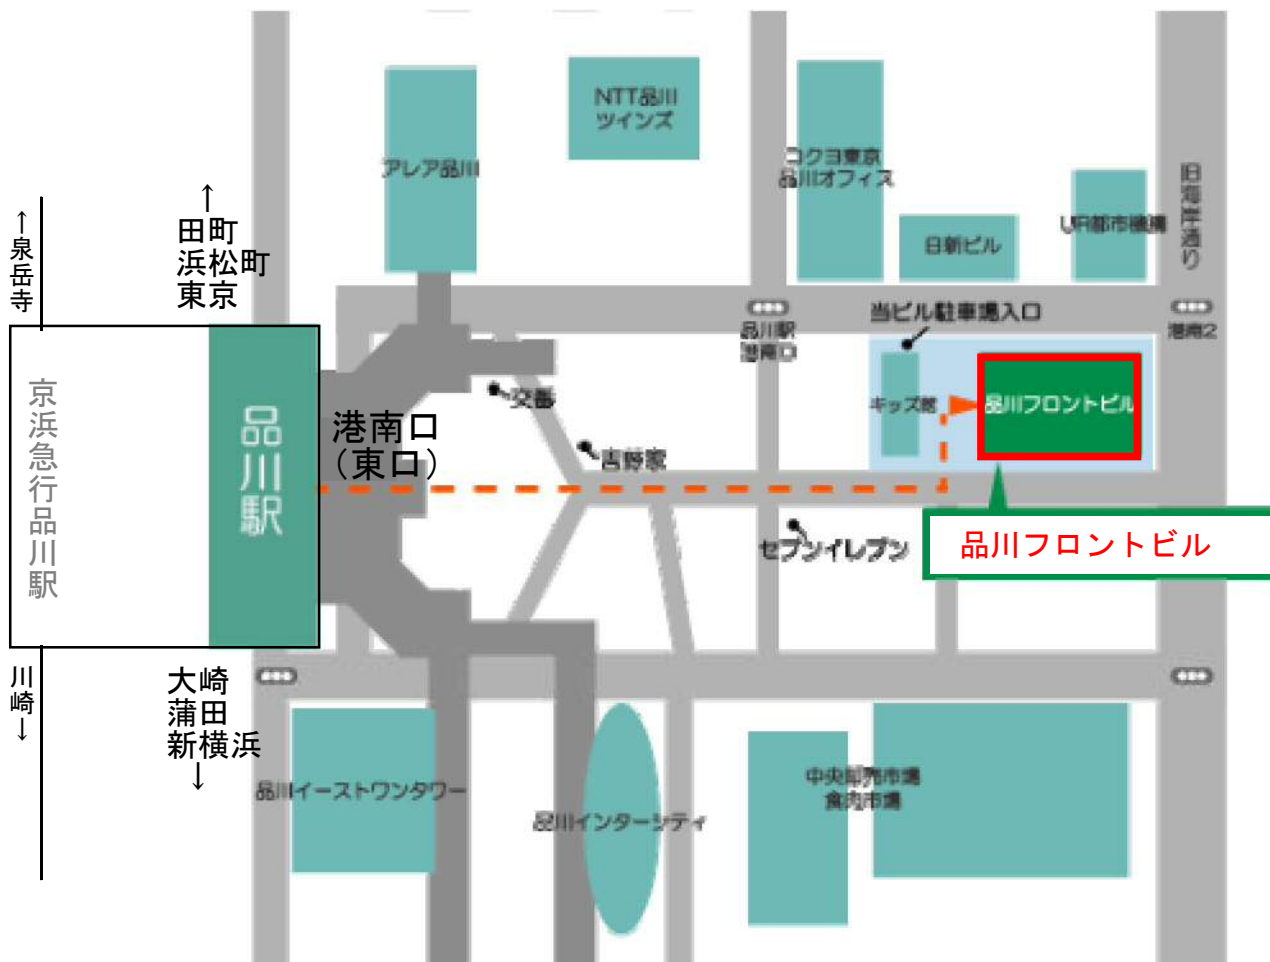 NTT品川
ツインズ
アレア品川
コクヨ東京
品川オフィス
日新ビル
UR都市機構
旧海岸通り
↑泉岳寺
↑
田町
浜松町
東京
品川駅
港南口
港南2
当ビル駐車場入口
キッズ館
品川フロントビル
京浜急行品川駅
品川駅
港南口
（東口）
交番
吉野家
セブンイレブン
品川フロントビル
川崎↓
大崎
蒲田
新横浜
↓
品川イーストワンタワー
品川インターシティ
中央卸売市場
食肉市場